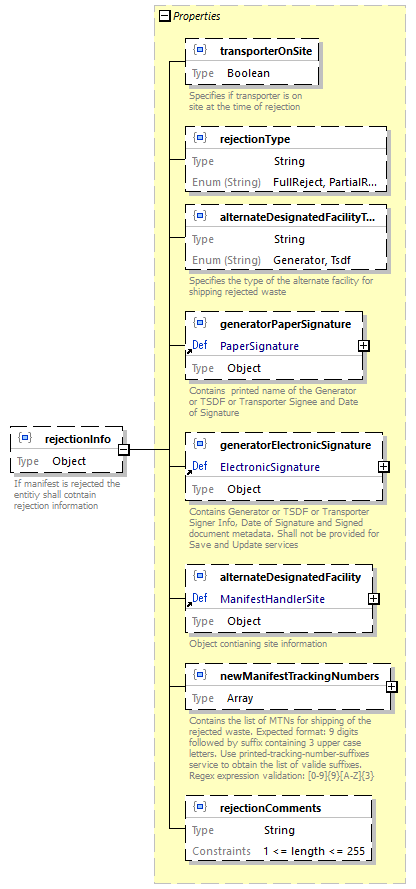 Properties
transporterOnSite
Type Boolean
Specifies if transporter is on
site at the time of rejection
rejectionType
Type String
Enum (String) FullReject, PartialR...
alternateDesignatedFacilityT...
Type String
Enum (String) Generator, Tsdf
Specifies the type of the alternate facility for
shipping rejected waste
generatorPaperSignature
Def PaperSignature
Type Object
Contains printed name of the Generator
or TSDF or Transporter Signee and Date
of Signature
rejectionInfo
Type Object
If manifest is rejected the
entitiy shall cotntain
rejection information
generatorElectronicSignature
Def ElectronicSignature
Type Object
Contains Generator or TSDF or Transporter
Signer Info, Date of Signature and Signed
document metadata. Shall not be provided for
Save and Update services
alternateDesignatedFacility
Def ManifestHandlerSite
Type Object
Object contianing site information
newManifestTrackingNumbers
Type Array
Contains the list of MTNs for shipping of the
rejected waste. Expected format: 9 digits
followed by suffix containing 3 upper case
letters. Use printed-tracking-number-suffixes
service to obtain the list of valide suffixes.
Regex expression validation: [0-9]{9}[A-Z]{3}
rejectionComments
Type String
Constraints 1 <= length <= 255